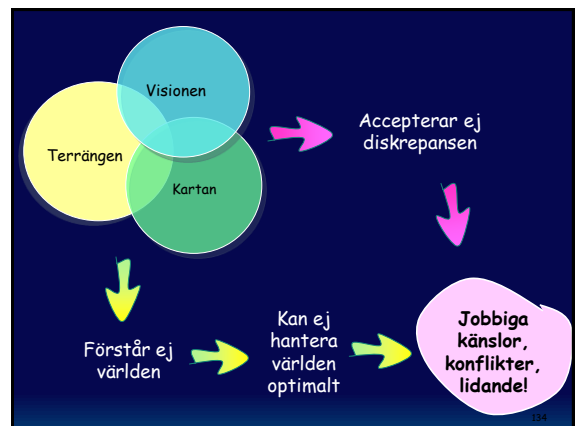 Visionen
Terrängen
Kartan
Accepterar ej
diskrepansen
Förstår ej
världen
Kan ej
hantera
världen
optimalt
Jobbiga
känslor,
konflikter,
lidande!
134